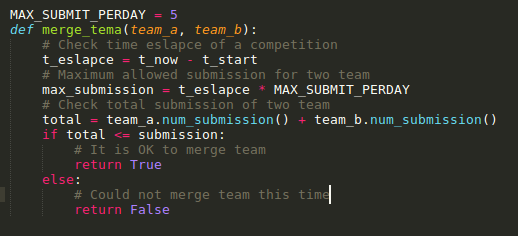 MAX_SUBMIT_PERDAY = 5
def merge_tema(team_a, team_b):
    # Check time eslapce of a competition
    t_eslapce = t_now - t_start
    # Maximum allowed submission for two team
    max_submission = t_eslapce * MAX_SUBMIT_PERDAY
    # Check total submission of two team
    total = team_a.num_submission() + team_b.num_submission()
    if total <= submission:
        # It is OK to merge team
        return True
    else:
        # Could not merge team this time
        return False